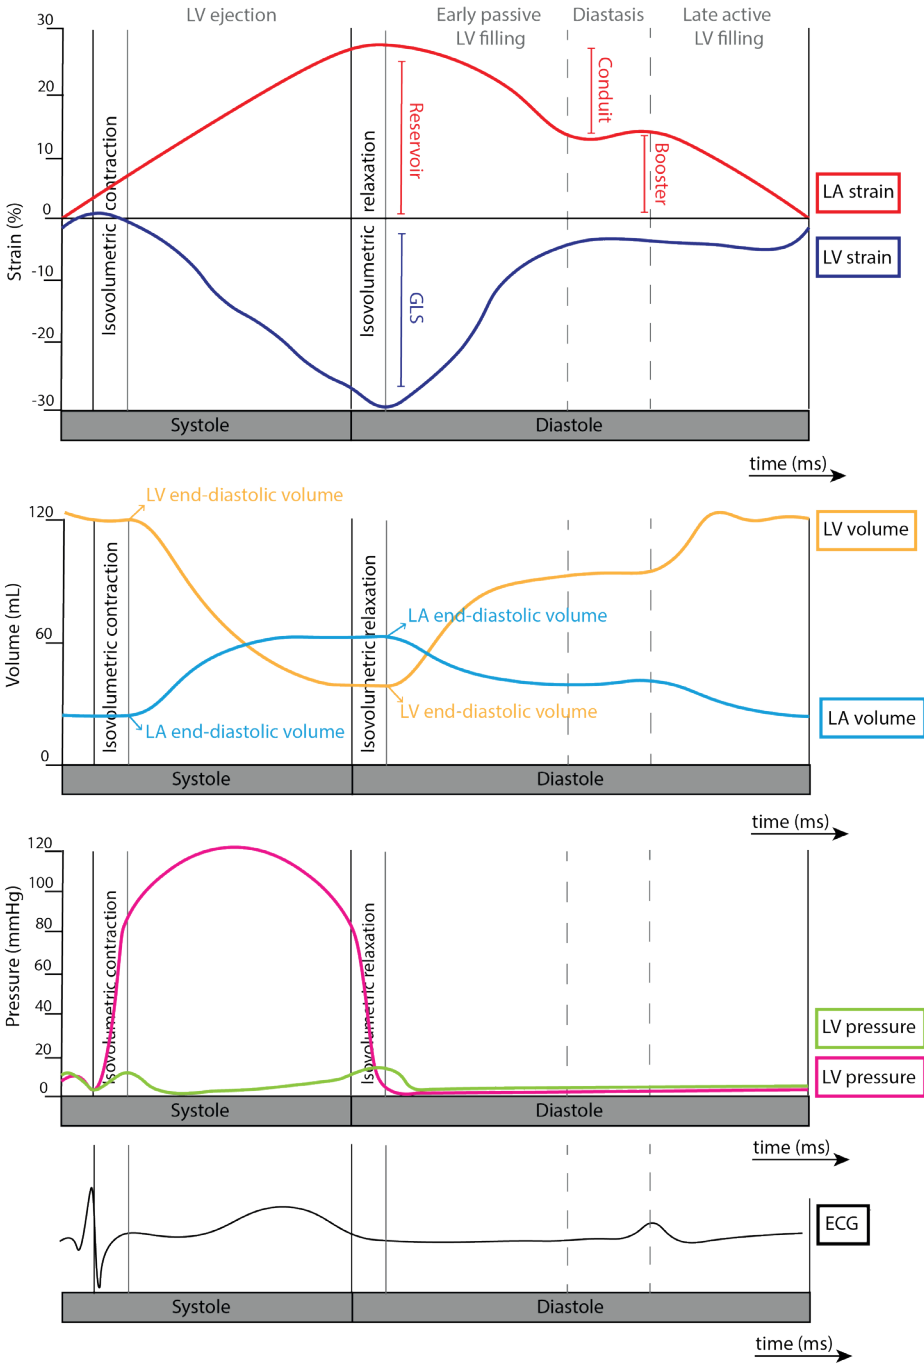 LV ejection
Early passive
LV filling
Diastasis
Late active
LV filling
30
20
10
0
-10
-20
-30
Strain (%)
Isovolumetric contraction
Isovolumetric relaxation
Reservoir
Conduit
Booster
GLS
LA strain
LV strain
Systole
Diastole
time (ms)
LV end-diastolic volume
120
60
0
Volume (mL)
Isovolumetric contraction
Isovolumetric relaxation
LA end-diastolic volume
LV end-diastolic volume
LA end-diastolic volume
LV volume
LA volume
Systole
Diastole
time (ms)
120
100
80
60
40
20
0
Pressure (mmHg)
Isovolumetric contraction
Isovolumetric relaxation
LV pressure
LV pressure
Systole
Diastole
time (ms)
ECG
Systole
Diastole
time (ms)